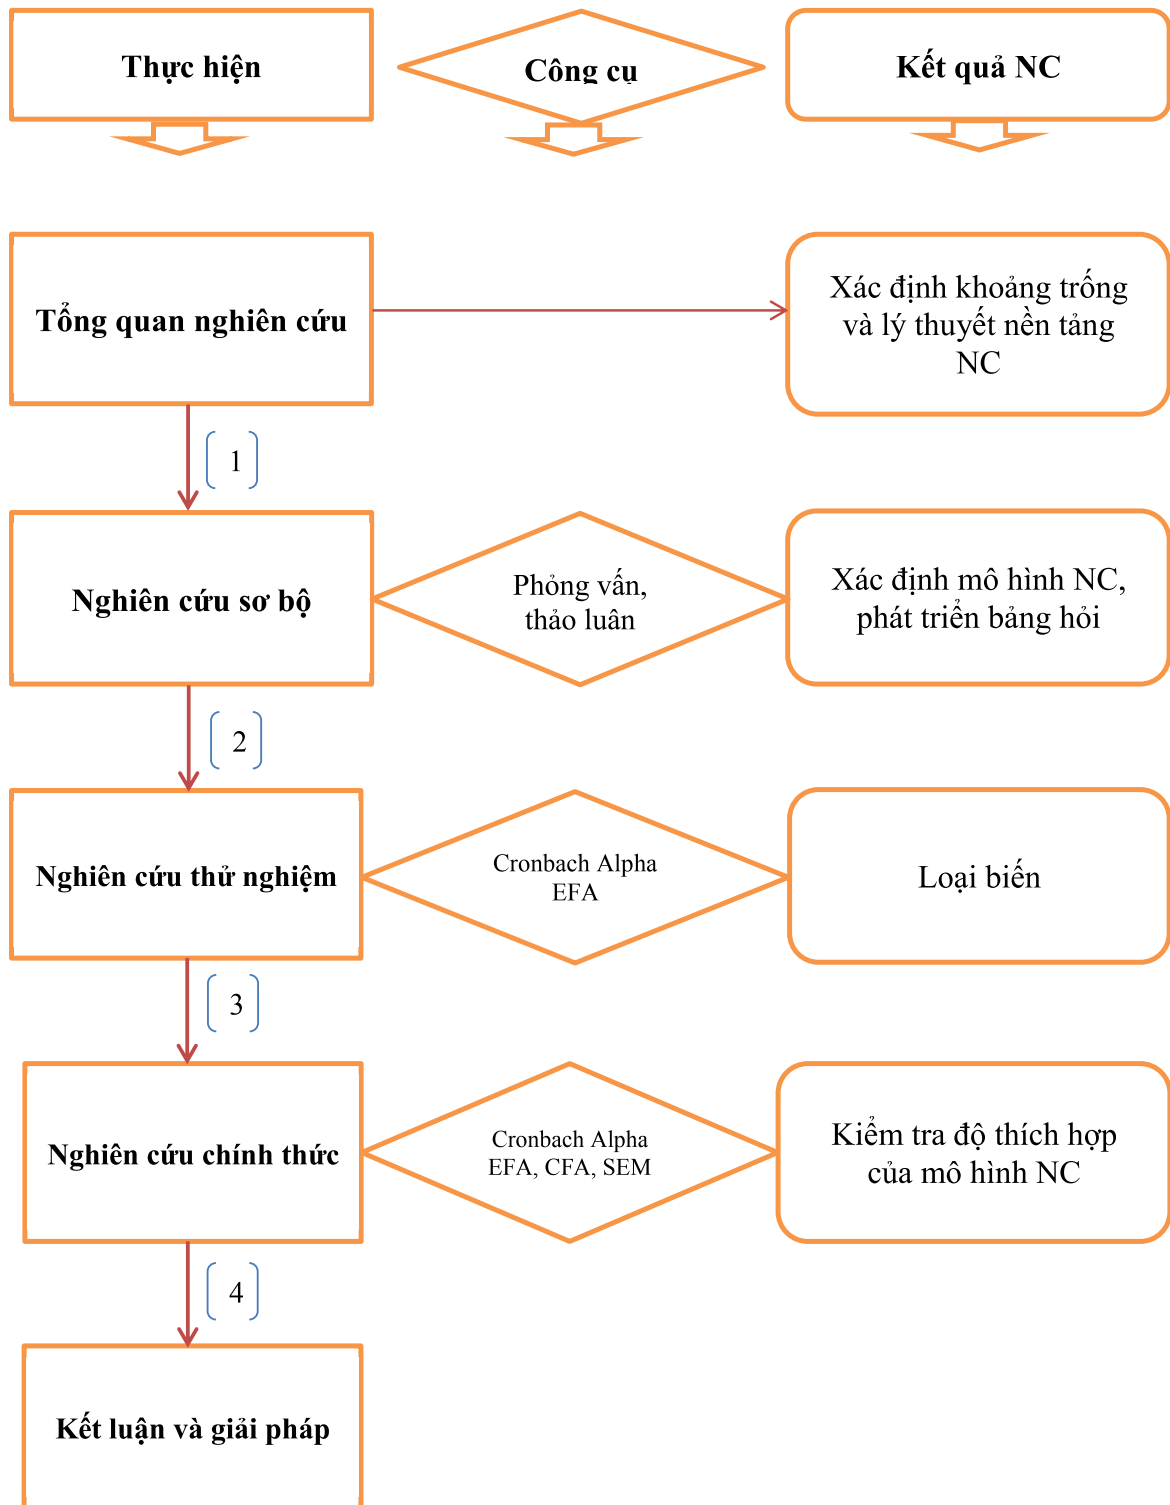 Thực hiện
Công cụ
Kết quả NC
Tổng quan nghiên cứu
Xác định khoảng trống
và lý thuyết nền tảng
NC
1
Nghiên cứu sơ bộ
Phỏng vấn,
thảo luân
Xác định mô hình NC,
phát triển bảng hỏi
2
Nghiên cứu thử nghiệm
Cronbach Alpha
EFA
Loại biến
3
Nghiên cứu chính thức
Cronbach Alpha
EFA, CFA, SEM
Kiểm tra độ thích hợp
của mô hình NC
4
Kết luận và giải pháp